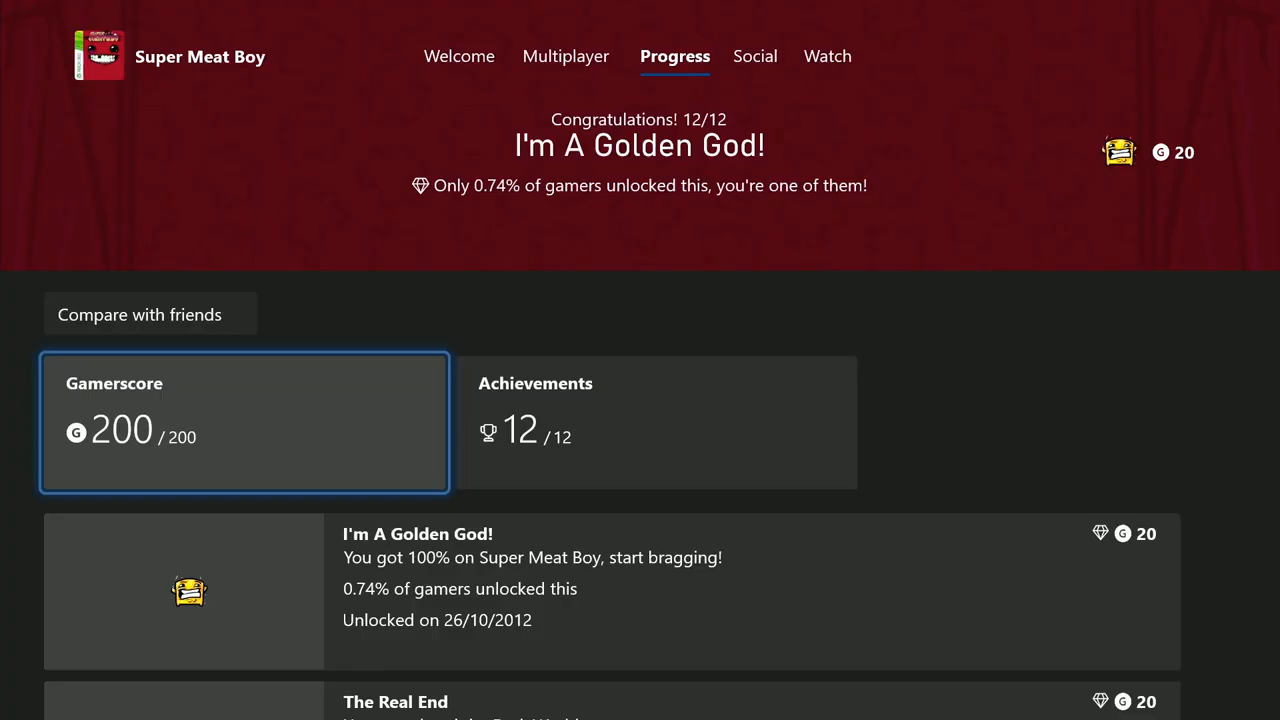 Super Meat Boy
Welcome Multiplayer Progress Social Watch
Congratulations! 12/12
I'm A Golden God!
G 20
Only 0.74% of gamers unlocked this, you're one of them!
Compare with friends
Gamerscore
G 200 / 200
Achievements
12 / 12
I'm A Golden God!
G 20
You got 100% on Super Meat Boy, start bragging!
0.74% of gamers unlocked this
Unlocked on 26/10/2012
The Real End
G 20